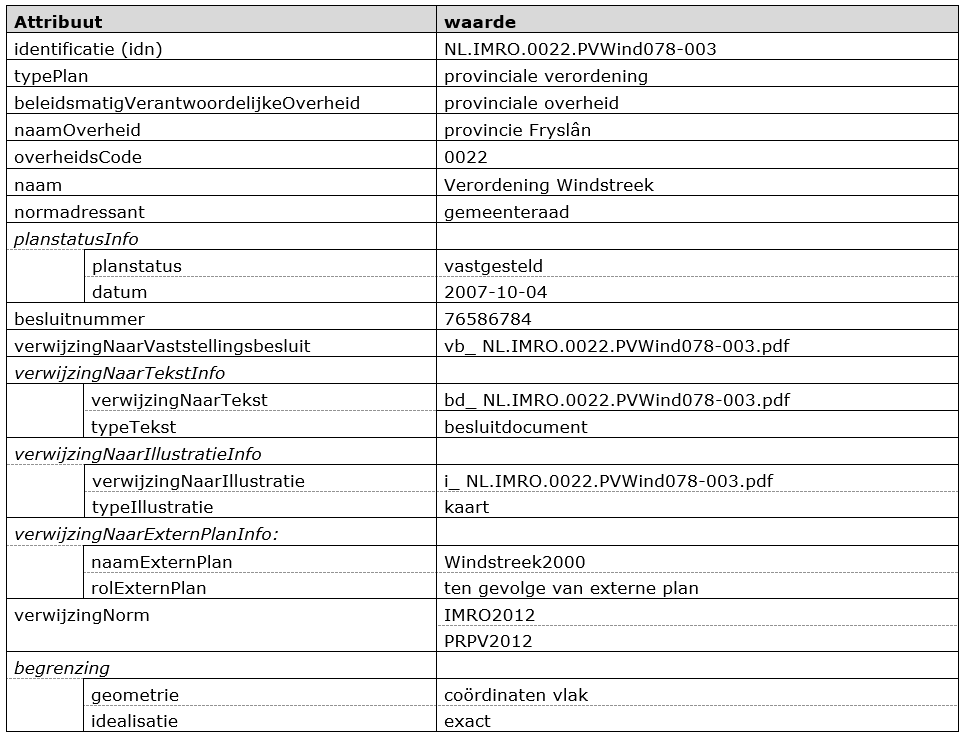 Attribuut waarde
identificatie (idn) NL.IMRO.0022.PVWind078-003
typePlan provinciale verordening
beleidsmatigVerantwoordelijkeOverheid provinciale overheid
naamOverheid provincie Fryslân
overheidsCode 0022
naam Verordening Windstreek
normadressant gemeenteraad
planstatusInfo
planstatus vastgesteld
datum 2007-10-04
besluitnummer 76586784
verwijzingNaarVaststellingsbesluit vb_ NL.IMRO.0022.PVWind078-003.pdf
verwijzingNaarTekstInfo
verwijzingNaarTekst bd_ NL.IMRO.0022.PVWind078-003.pdf
typeTekst besluitdocument
verwijzingNaarIllustratieInfo
verwijzingNaarIllustratie i_ NL.IMRO.0022.PVWind078-003.pdf
typeIllustratie kaart
verwijzingNaarExternPlanInfo:
naamExternPlan Windstreek2000
rolExternPlan ten gevolge van externe plan
verwijzingNorm IMRO2012
PRPV2012
begrenzing
geometrie coördinaten vlak
idealisatie exact